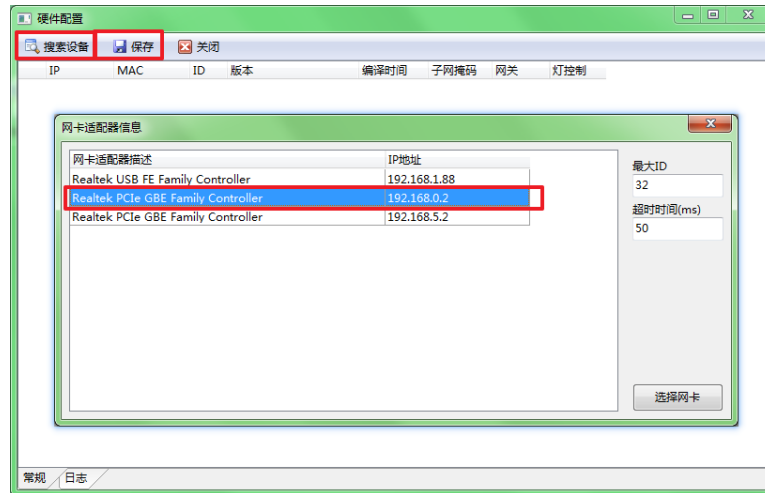 硬件配置
搜索设备 保存 关闭
IP MAC ID 版本 编译时间 子网掩码 网关 灯控制
网卡适配器信息
网卡适配器描述 IP地址
Realtek USB FE Family Controller 192.168.1.88
Realtek PCIe GBE Family Controller 192.168.0.2
Realtek PCIe GBE Family Controller 192.168.5.2
最大ID
32
超时时间(ms)
50
选择网卡
常规 日志